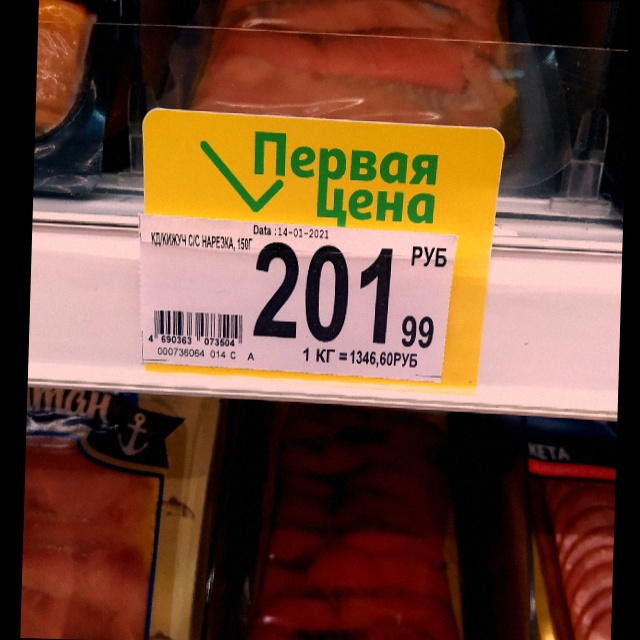 Первая
цена
Data :14-01-2021
КД/КИЖУЧ С/С НАРЕЗКА, 150Г
РУБ
201 99
4 690363 073504
1 КГ = 1346,60РУБ
000736064 014 С А
КЕТА